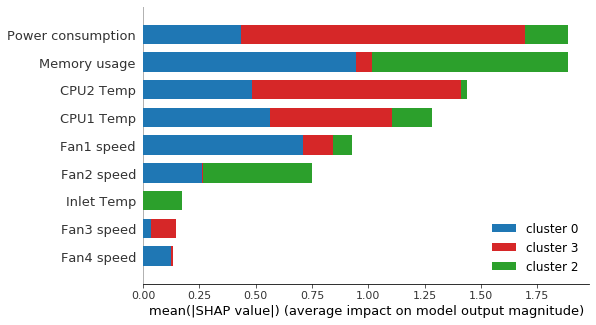 Power consumption
Memory usage
CPU2 Temp
CPU1 Temp
Fan1 speed
Fan2 speed
Inlet Temp
Fan3 speed
Fan4 speed
cluster 0
cluster 3
cluster 2
0.00 0.25 0.50 0.75 1.00 1.25 1.50 1.75
mean(|SHAP value|) (average impact on model output magnitude)